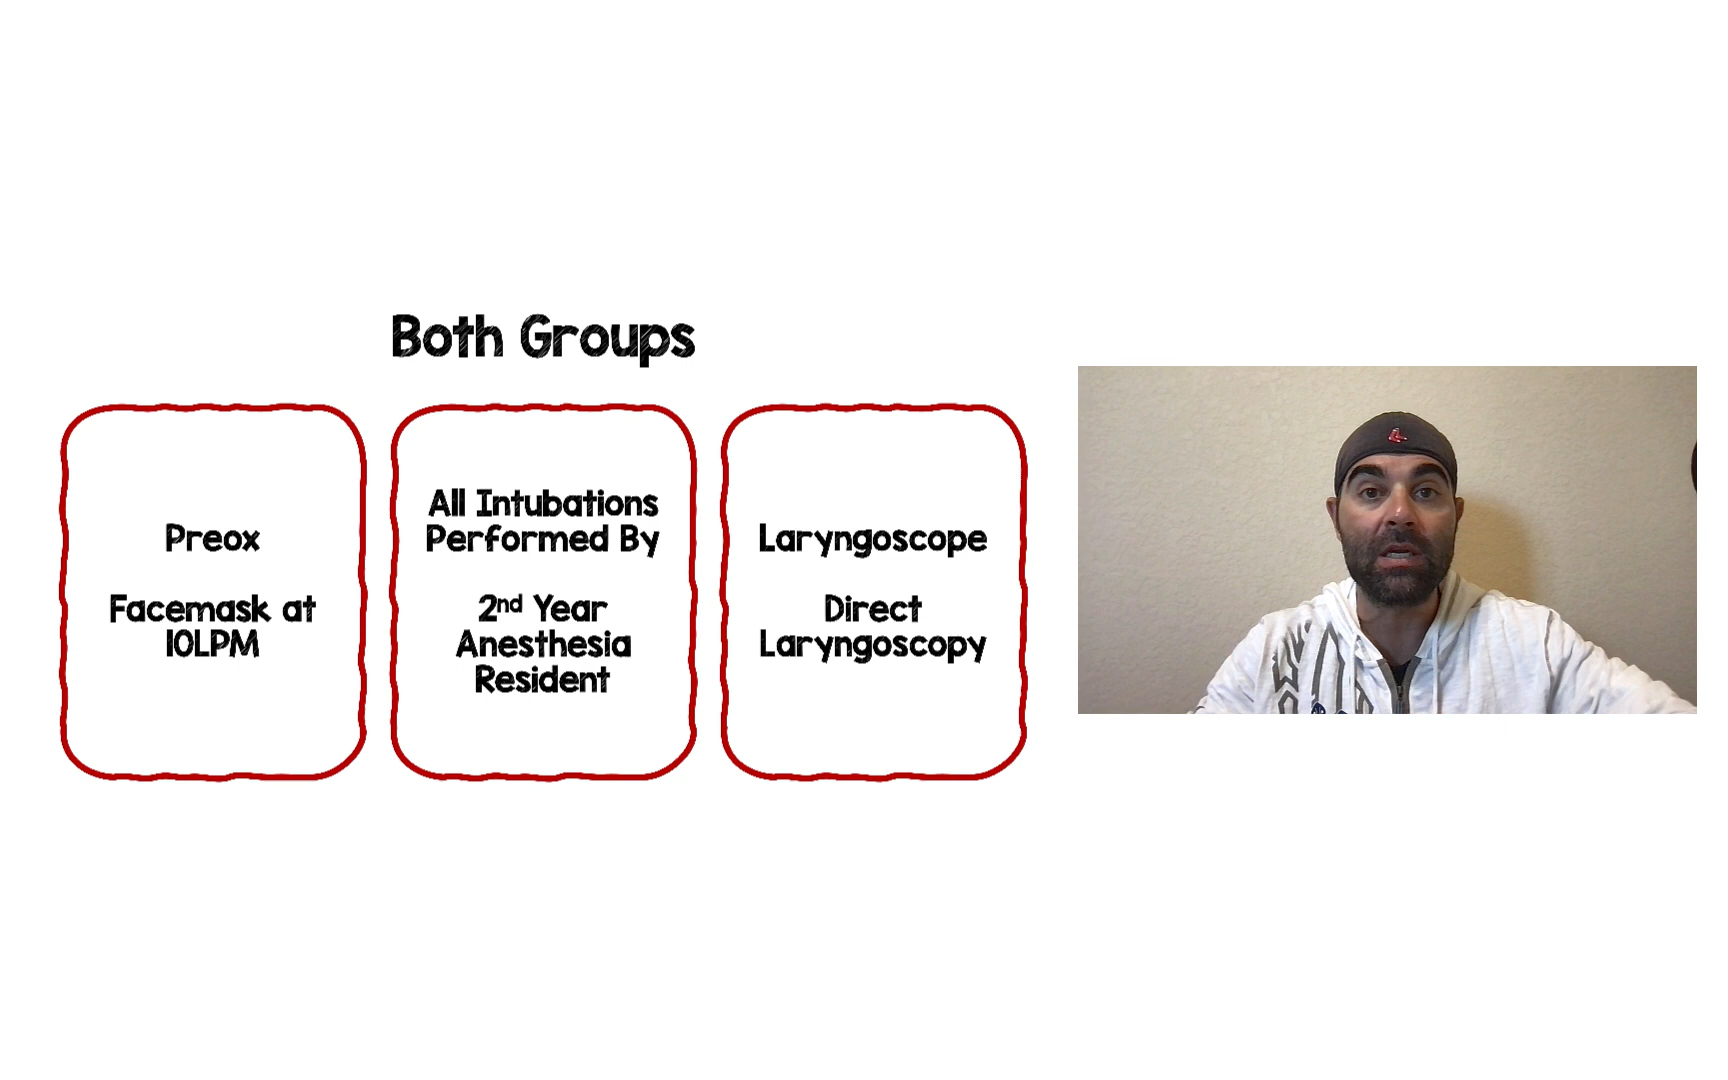 Both Groups
Preox
Facemask at
10LPM
All Intubations
Performed By
2nd Year
Anesthesia
Resident
Laryngoscope
Direct
Laryngoscopy